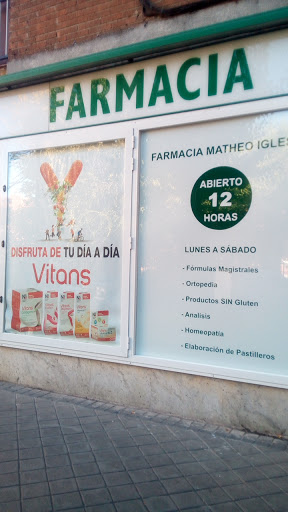 FARMACIA
DISFRUTA DE TU DÍA A DÍA
Vitans
FARMACIA MATHEO IGLES
ABIERTO
12
HORAS
LUNES A SÁBADO
- Fórmulas Magistrales
- Ortopedia
- Productos SIN Gluten
- Analisis
- Homeopatía
- Elaboración de Pastilleros